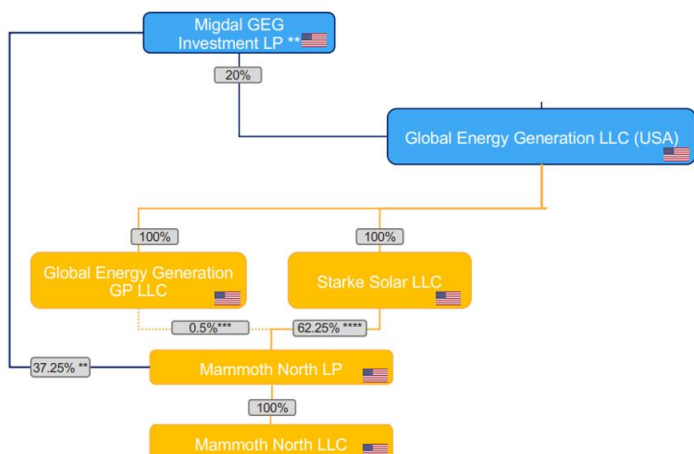 Migdal GEG
Investment LP **
20%
Global Energy Generation LLC (USA)
100%
100%
Global Energy Generation
GP LLC
Starke Solar LLC
0.5%***
62.25% ****
37.25% **
Mammoth North LP
100%
Mammoth North LLC